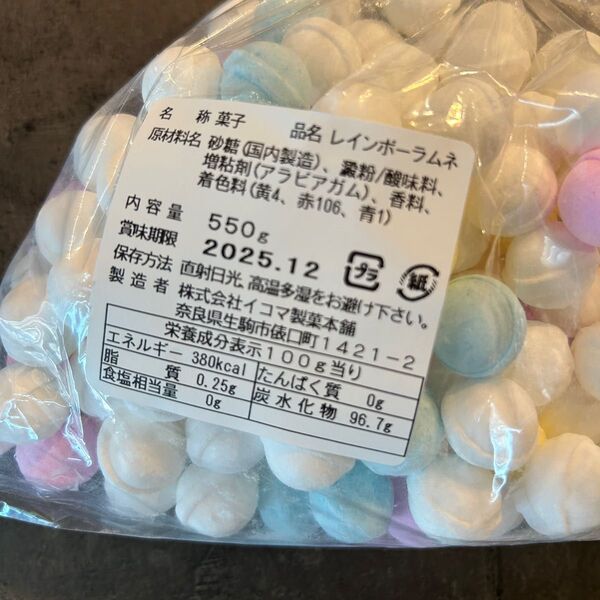 名 称 菓子 品名 レインボーラムネ
原材料名 砂糖(国内製造)、澱粉/酸味料、
増粘剤(アラビアガム)、香料、
着色料(黄4、赤106、青1)
内容量 550g
賞味期限 2025.12 プラ 紙
保存方法 直射日光、高温多湿をお避け下さい。
製造者 株式会社イコマ製菓本舗
奈良県生駒市俵口町1421-2
栄養成分表示100g当り
エネルギー 380kcal たんぱく質 0g
脂質 0.25g 炭水化物 96.7g
食塩相当量 0g